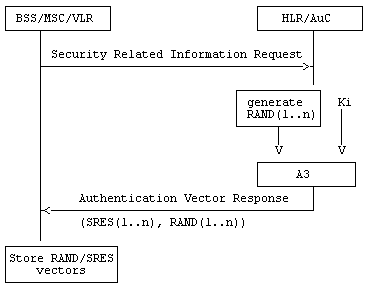 BSS/MSC/VLR
HLR/AuC
Security Related Information Request
generate
RAND(1..n)
Ki
V
V
A3
Authentication Vector Response
(SRES(1..n), RAND(1..n))
Store RAND/SRES
vectors